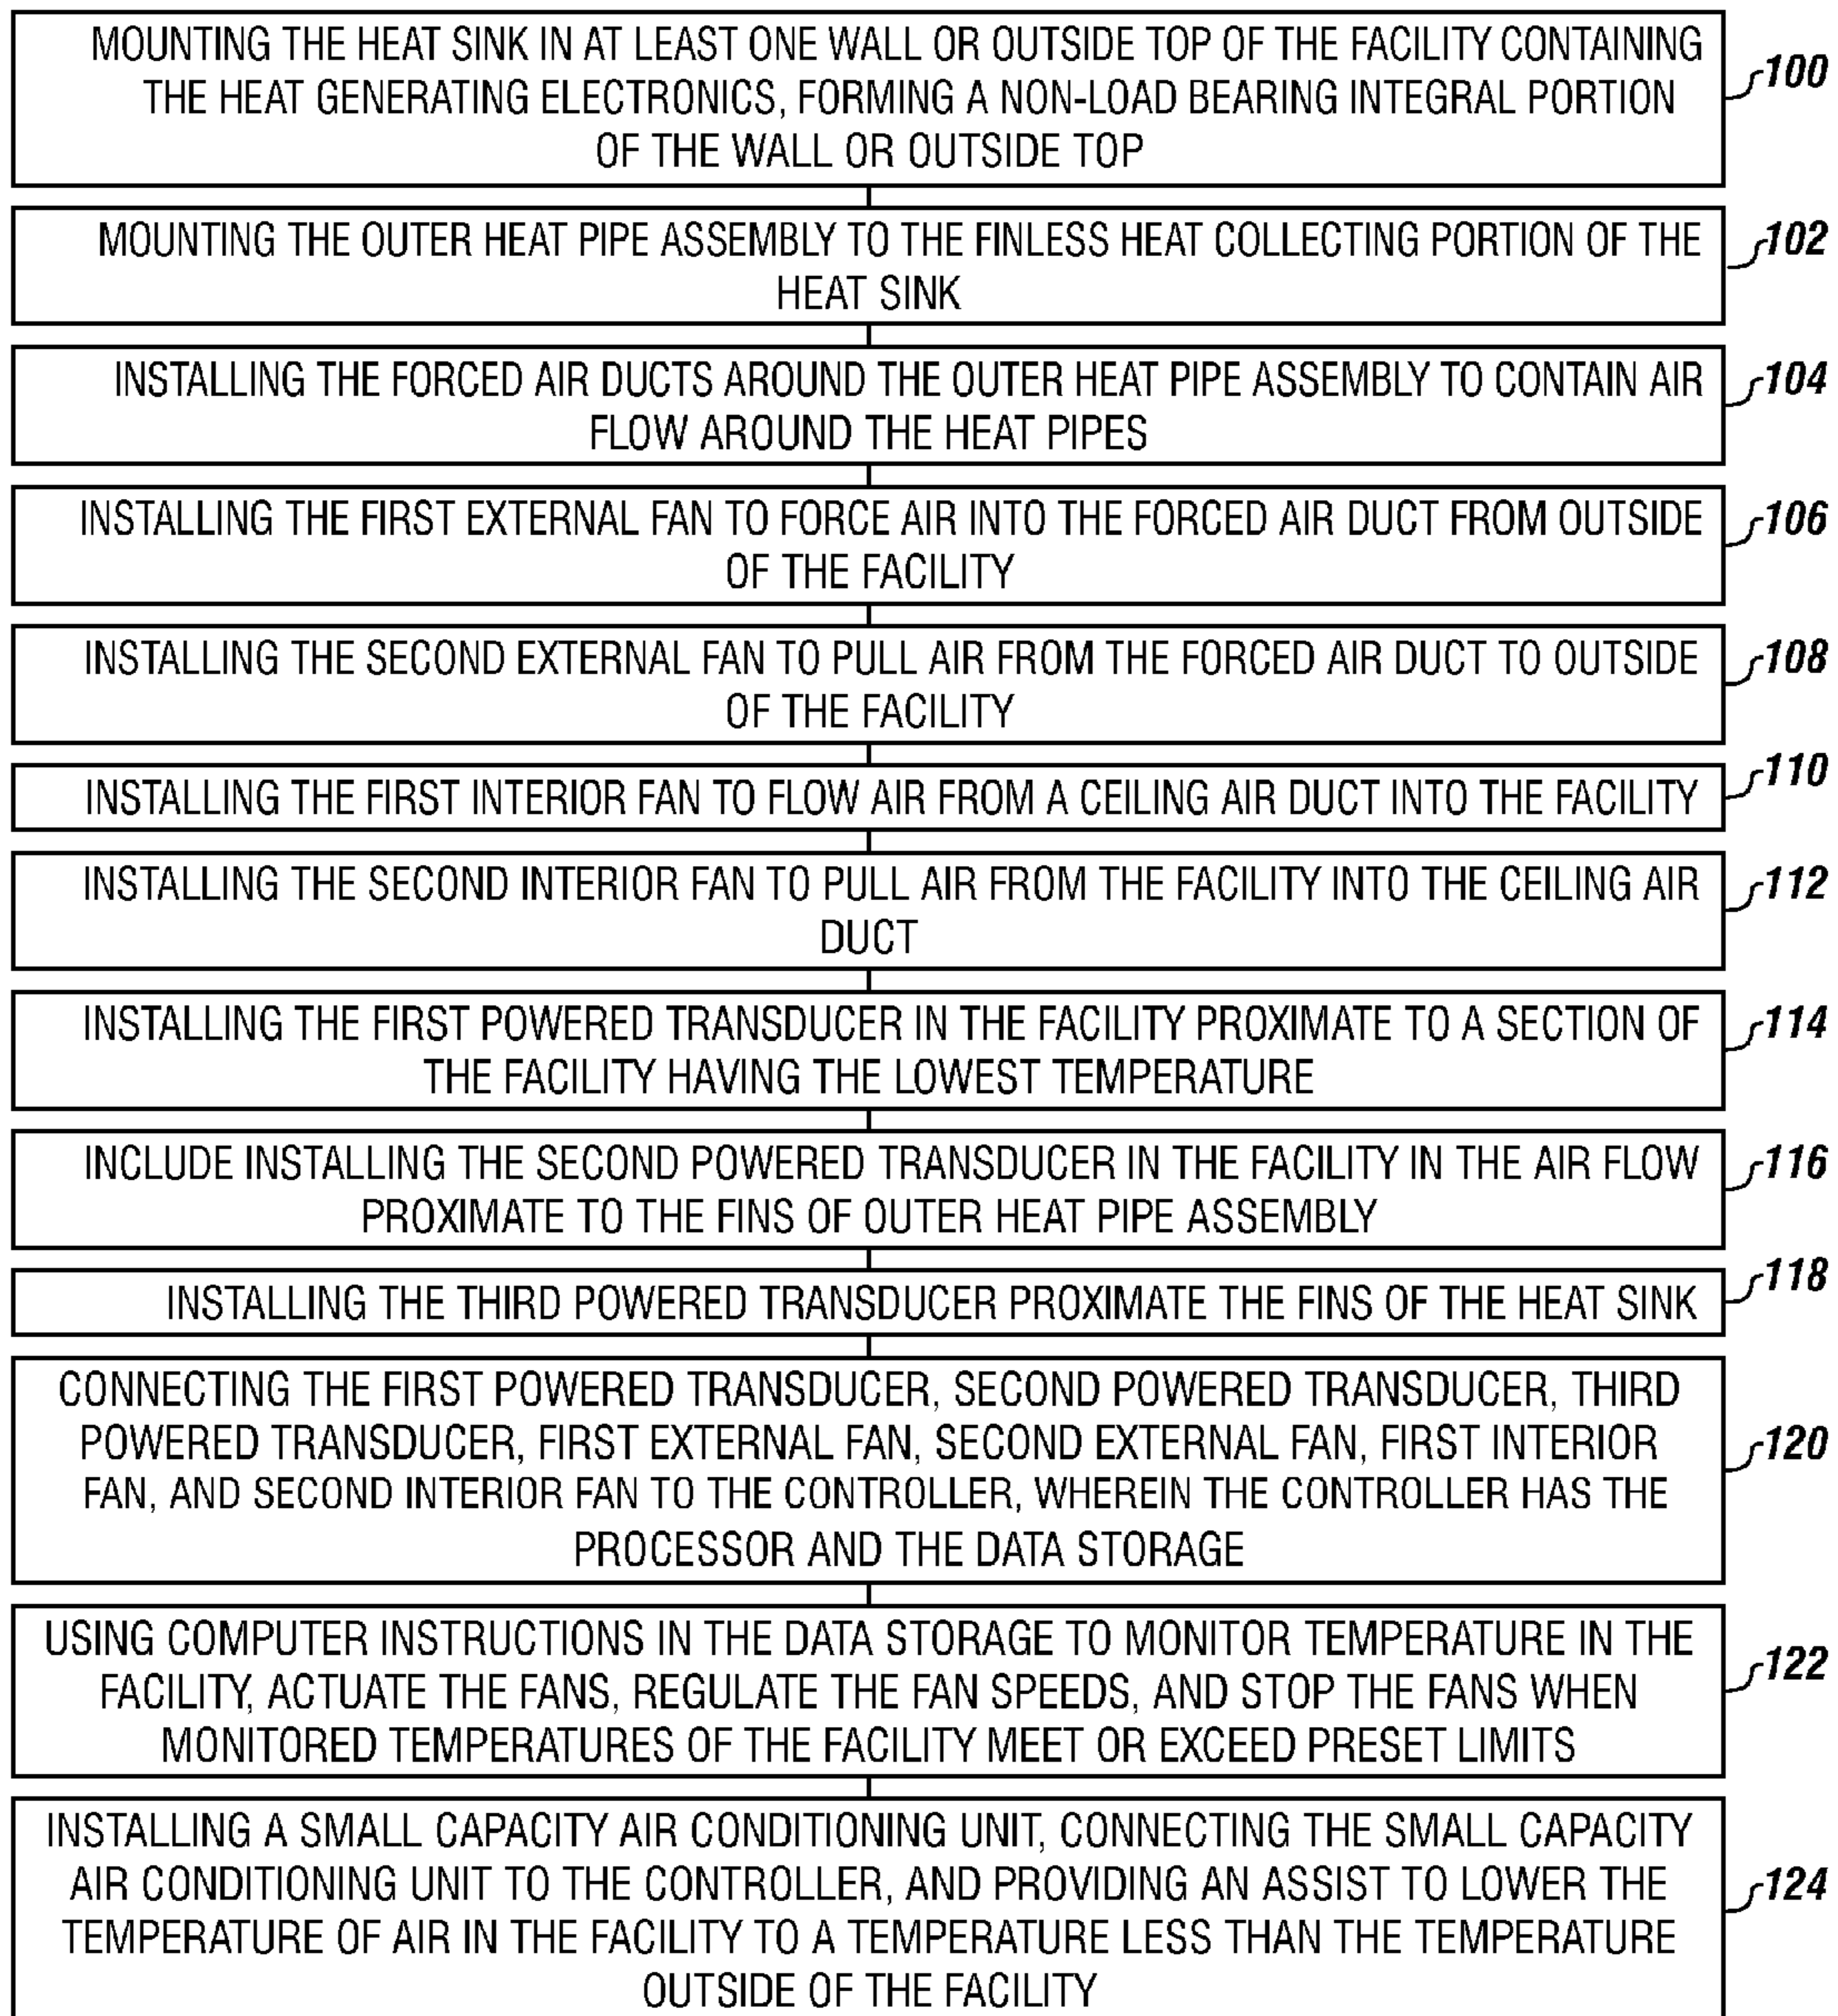 MOUNTING THE HEAT SINK IN AT LEAST ONE WALL OR OUTSIDE TOP OF THE FACILITY CONTAINING
THE HEAT GENERATING ELECTRONICS, FORMING A NON-LOAD BEARING INTEGRAL PORTION
OF THE WALL OR OUTSIDE TOP
100
MOUNTING THE OUTER HEAT PIPE ASSEMBLY TO THE FINLESS HEAT COLLECTING PORTION OF THE
HEAT SINK
102
INSTALLING THE FORCED AIR DUCTS AROUND THE OUTER HEAT PIPE ASSEMBLY TO CONTAIN AIR
FLOW AROUND THE HEAT PIPES
104
INSTALLING THE FIRST EXTERNAL FAN TO FORCE AIR INTO THE FORCED AIR DUCT FROM OUTSIDE
OF THE FACILITY
106
INSTALLING THE SECOND EXTERNAL FAN TO PULL AIR FROM THE FORCED AIR DUCT TO OUTSIDE
OF THE FACILITY
108
INSTALLING THE FIRST INTERIOR FAN TO FLOW AIR FROM A CEILING AIR DUCT INTO THE FACILITY
110
INSTALLING THE SECOND INTERIOR FAN TO PULL AIR FROM THE FACILITY INTO THE CEILING AIR
DUCT
112
INSTALLING THE FIRST POWERED TRANSDUCER IN THE FACILITY PROXIMATE TO A SECTION OF
THE FACILITY HAVING THE LOWEST TEMPERATURE
114
INCLUDE INSTALLING THE SECOND POWERED TRANSDUCER IN THE FACILITY IN THE AIR FLOW
PROXIMATE TO THE FINS OF OUTER HEAT PIPE ASSEMBLY
116
INSTALLING THE THIRD POWERED TRANSDUCER PROXIMATE THE FINS OF THE HEAT SINK
118
CONNECTING THE FIRST POWERED TRANSDUCER, SECOND POWERED TRANSDUCER, THIRD
POWERED TRANSDUCER, FIRST EXTERNAL FAN, SECOND EXTERNAL FAN, FIRST INTERIOR
FAN, AND SECOND INTERIOR FAN TO THE CONTROLLER, WHEREIN THE CONTROLLER HAS THE
PROCESSOR AND THE DATA STORAGE
120
USING COMPUTER INSTRUCTIONS IN THE DATA STORAGE TO MONITOR TEMPERATURE IN THE
FACILITY, ACTUATE THE FANS, REGULATE THE FAN SPEEDS, AND STOP THE FANS WHEN
MONITORED TEMPERATURES OF THE FACILITY MEET OR EXCEED PRESET LIMITS
122
INSTALLING A SMALL CAPACITY AIR CONDITIONING UNIT, CONNECTING THE SMALL CAPACITY
AIR CONDITIONING UNIT TO THE CONTROLLER, AND PROVIDING AN ASSIST TO LOWER THE
TEMPERATURE OF AIR IN THE FACILITY TO A TEMPERATURE LESS THAN THE TEMPERATURE
OUTSIDE OF THE FACILITY
124